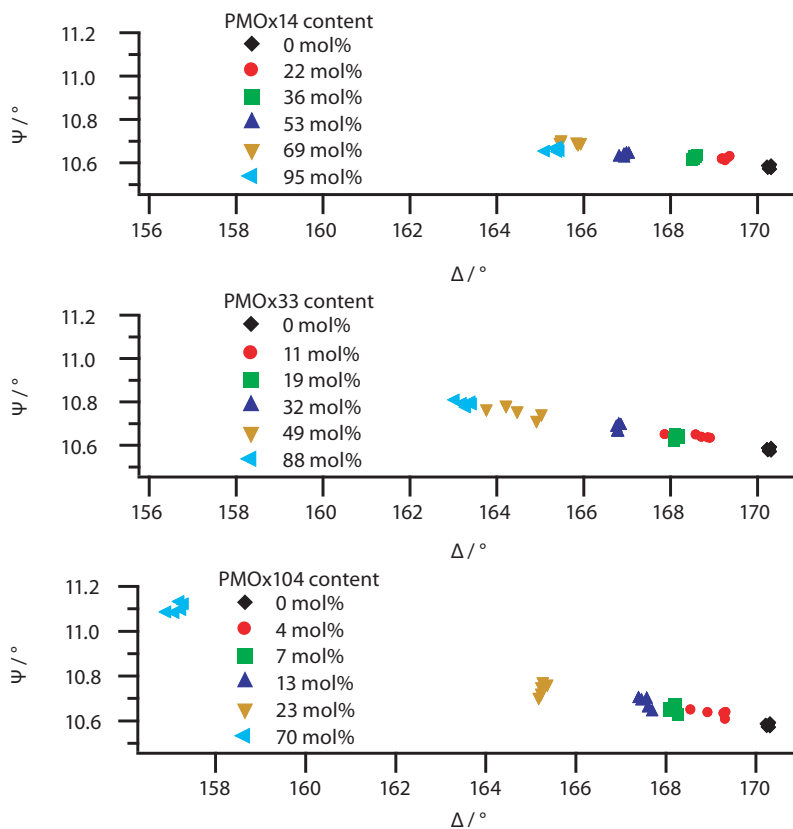 PMOx14 content
0 mol%
22 mol%
36 mol%
53 mol%
69 mol%
95 mol%
Ψ / °
11.2
11.0
10.8
10.6
156 158 160 162 164 166 168 170
Δ / °
PMOx33 content
0 mol%
11 mol%
19 mol%
32 mol%
49 mol%
88 mol%
Ψ / °
11.2
11.0
10.8
10.6
156 158 160 162 164 166 168 170
Δ / °
PMOx104 content
0 mol%
4 mol%
7 mol%
13 mol%
23 mol%
70 mol%
Ψ / °
11.2
11.0
10.8
10.6
158 160 162 164 166 168 170
Δ / °